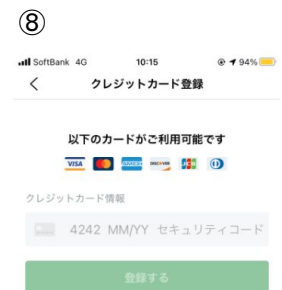 ⑧
SoftBank 4G 10:15 94%
クレジットカード登録
以下のカードがご利用可能です
VISA
クレジットカード情報
4242 MM/YY セキュリティコード
登録する